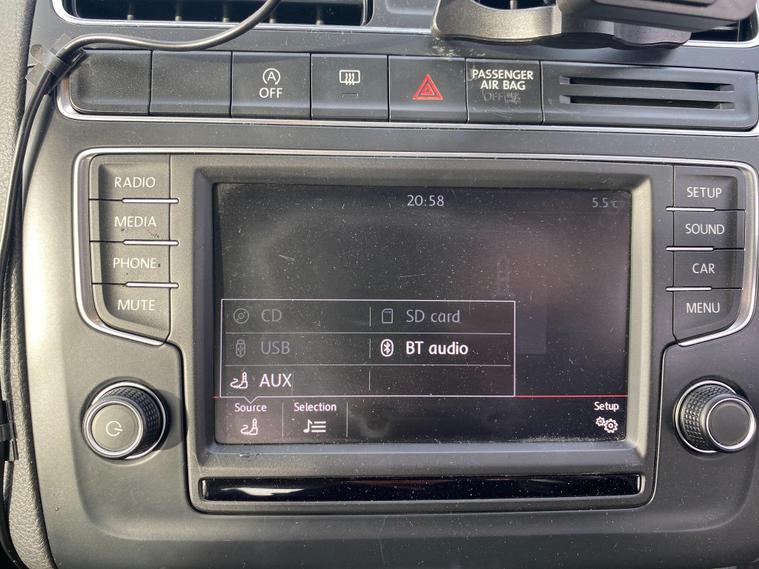 A
OFF
PASSENGER
AIR BAG
OFF
RADIO
MEDIA
PHONE
MUTE
SETUP
SOUND
CAR
MENU
20:58
5.5°C
CD
SD card
USB
BT audio
AUX
Source
Selection
Setup